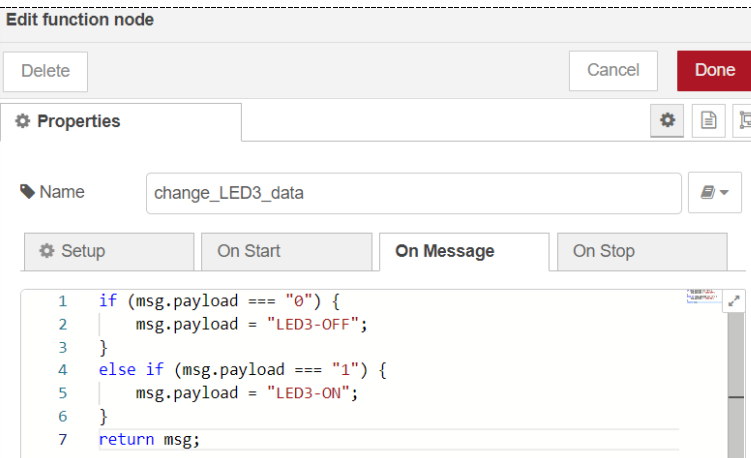 Edit function node
Delete
Cancel
Done
Properties
Name
change_LED3_data
Setup
On Start
On Message
On Stop
1 if (msg.payload === "0") {
2 msg.payload = "LED3-OFF";
3 }
4 else if (msg.payload === "1") {
5 msg.payload = "LED3-ON";
6 }
7 return msg;